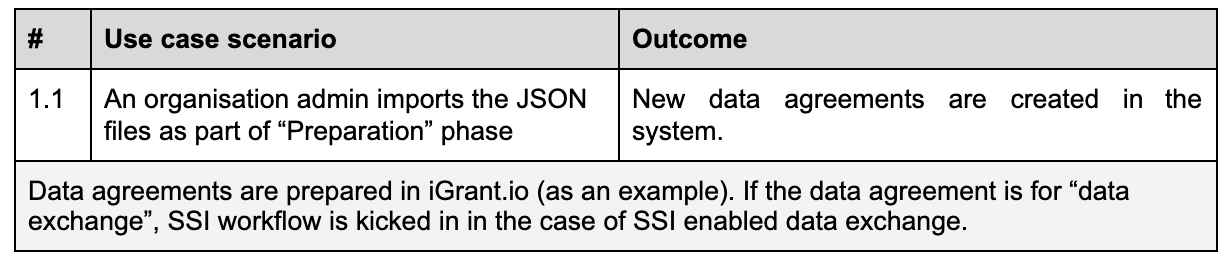 # Use case scenario Outcome
1.1 An organisation admin imports the JSON New data agreements are created in the
files as part of “Preparation” phase system.
Data agreements are prepared in iGrant.io (as an example). If the data agreement is for “data
exchange”, SSI workflow is kicked in in the case of SSI enabled data exchange.